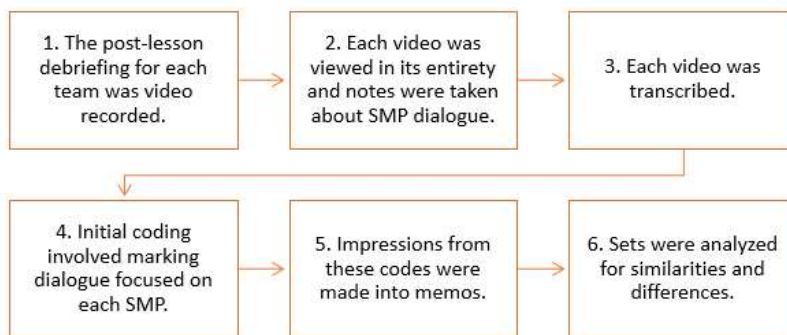 1. The post-lesson
debriefing for each
team was video
recorded.
2. Each video was
viewed in its entirety
and notes were taken
about SMP dialogue.
3. Each video was
transcribed.
4. Initial coding
involved marking
dialogue focused on
each SMP.
5. Impressions from
these codes were
made into memos.
6. Sets were analyzed
for similarities and
differences.